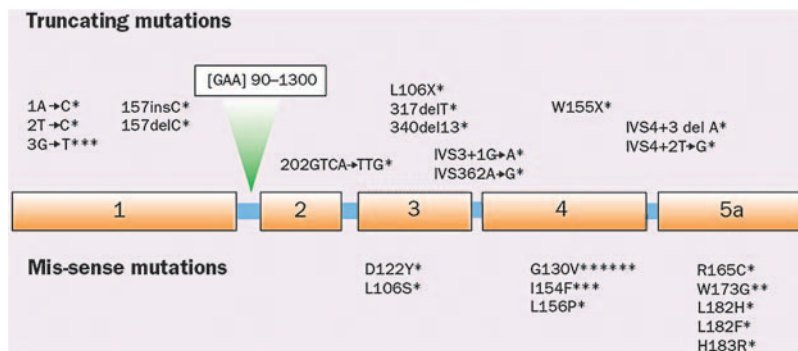 Truncating mutations
[GAA] 90–1300
1A→C*
2T→C*
3G→T***
157insC*
157delC*
L106X*
317delT*
340del13*
W155X*
IVS4+3 del A*
IVS4+2T→G*
202GTCA→TTG*
IVS3+1G→A*
IVS362A→G*
1
2
3
4
5a
Mis-sense mutations
D122Y*
L106S*
G130V******
I154F***
L156P*
R165C*
W173G**
L182H*
L182F*
H183R*